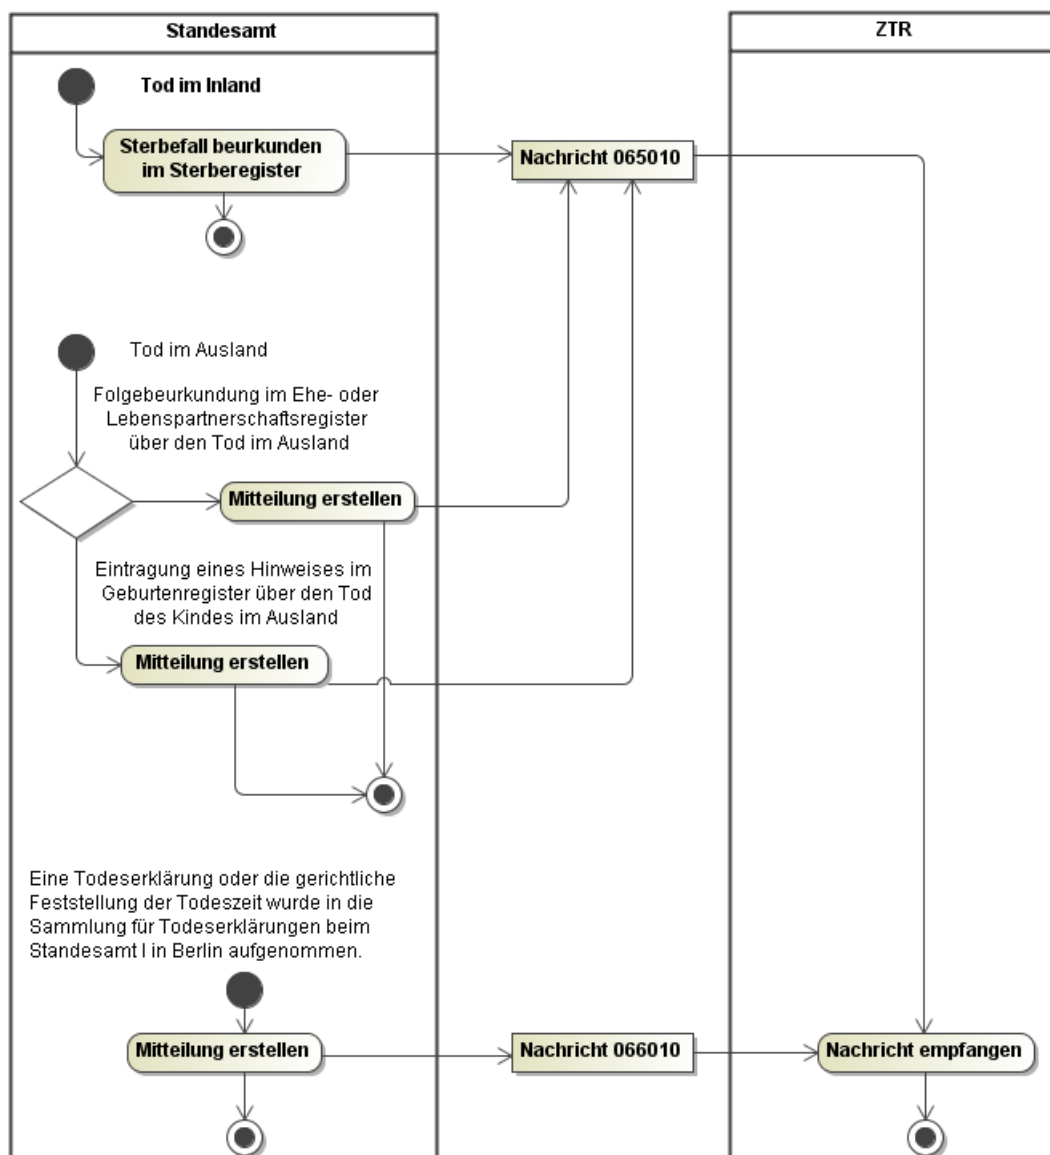 Standesamt
ZTR
Tod im Inland
Sterbefall beurkunden
im Sterberegister
Nachricht 065010
Tod im Ausland
Folgebeurkundung im Ehe- oder
Lebenspartnerschaftsregister
über den Tod im Ausland
Mitteilung erstellen
Eintragung eines Hinweises im
Geburtenregister über den Tod
des Kindes im Ausland
Mitteilung erstellen
Eine Todeserklärung oder die gerichtliche
Feststellung der Todeszeit wurde in die
Sammlung für Todeserklärungen beim
Standesamt I in Berlin aufgenommen.
Mitteilung erstellen
Nachricht 066010
Nachricht empfangen